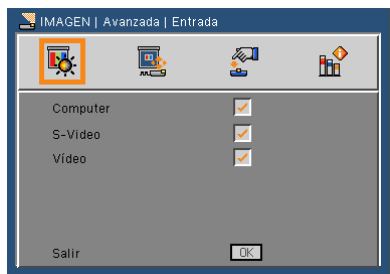 IMAGEN | Avanzada | Entrada
Computer
S-Video
Vídeo
Salir OK